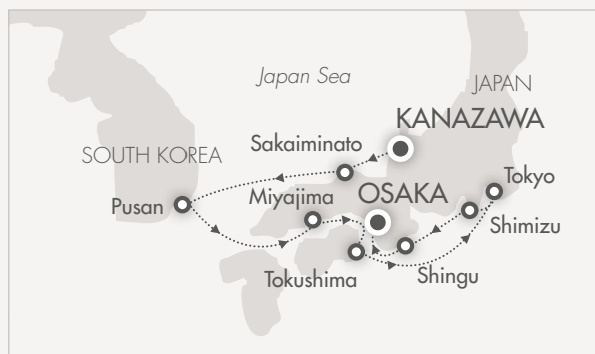 Japan Sea
JAPAN
KANAZAWA
Sakaiminato
SOUTH KOREA
Tokyo
Miyajima
OSAKA
Pusan
Shimizu
Tokushima
Shingu